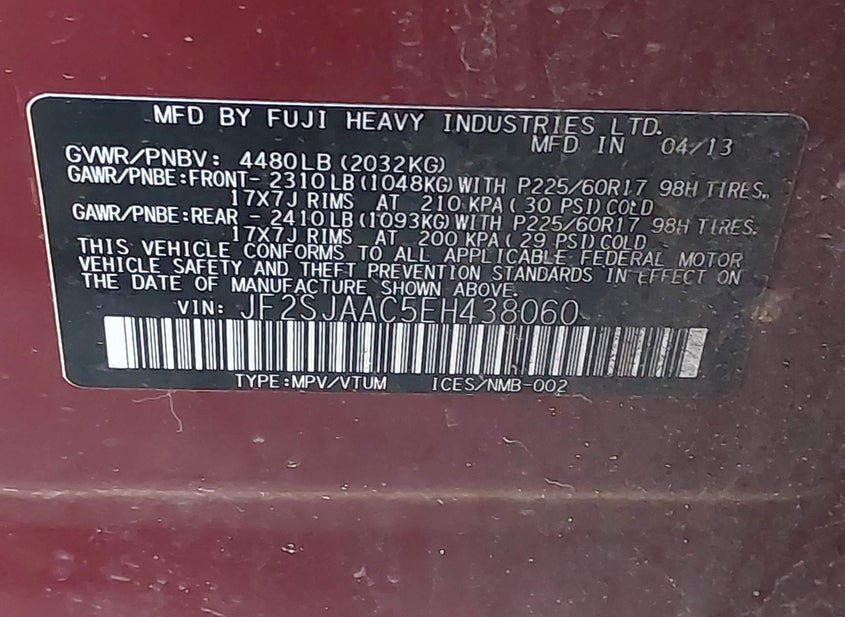 MFD BY FUJI HEAVY INDUSTRIES LTD.
MFD IN 04/13
GVWR/PNBV: 4480LB(2032KG)
GAWR/PNBE:FRONT- 2310LB(1048KG)WITH P225/60R17 98H TIRES,
17X7J RIMS AT 210 KPA( 30 PSI)COLD
GAWR/PNBE:REAR - 2410LB(1093KG)WITH P225/60R17 98H TIRES.
17X7J RIMS AT 200 KPA( 29 PSI)COLD
THIS VEHICLE CONFORMS TO ALL APPLICABLE FEDERAL MOTOR
VEHICLE SAFETY AND THEFT PREVENTION STANDARDS IN EFFECT ON
THE DATE OF MANUFACTURE SHOWN ABOVE.
VIN: JF2SJAAC5EH438060
TYPE:MPV/VTUM ICES/NMB-002